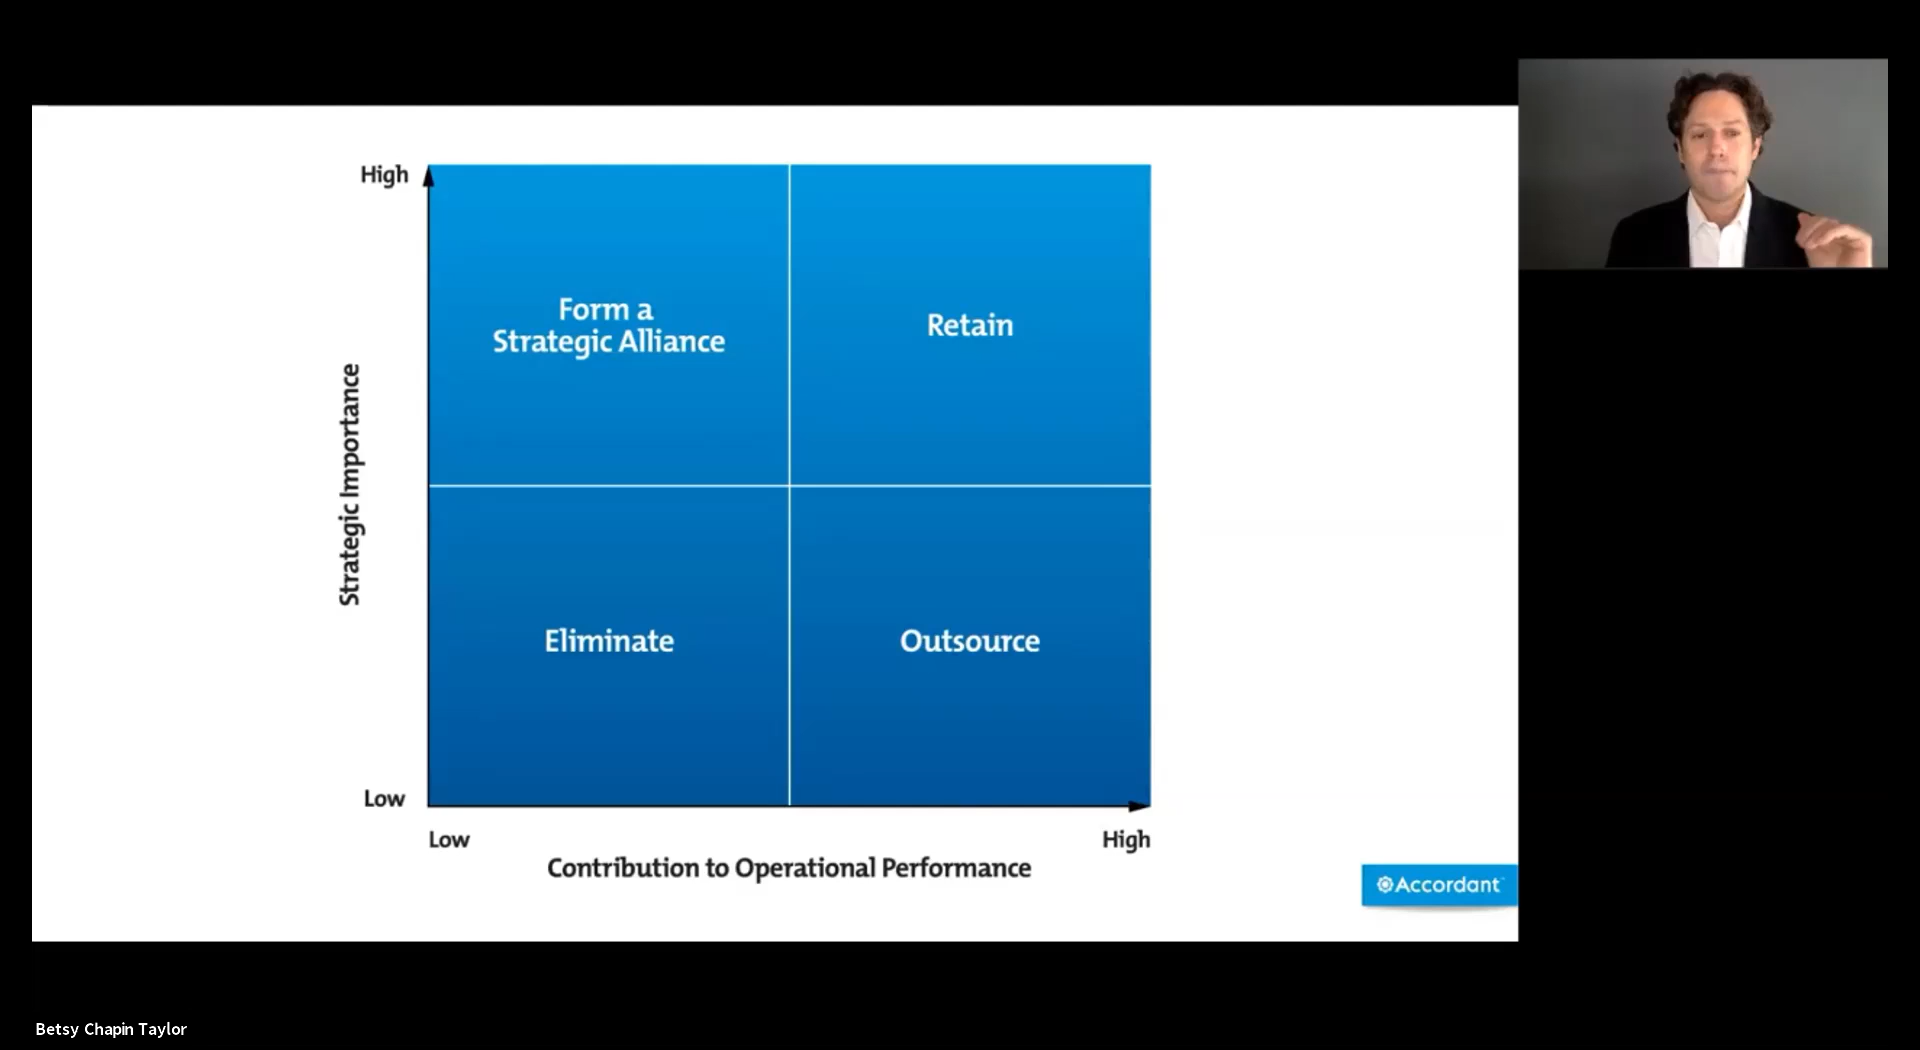 High
Form a
Strategic Alliance
Retain
Strategic Importance
Eliminate
Outsource
Low
Low
High
Contribution to Operational Performance
Accordant™
Betsy Chapin Taylor